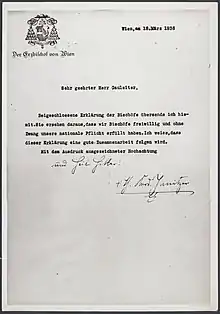 Der Erzbischof von Wien
Wien, am 18. März 1938
Sehr geehrter Herr Gauleiter,
Beigeschlossene Erklärung der Bischöfe übersende ich hie-
mit. Sie ersehen daraus, dass wir Bischöfe freiwillig und ohne
Zwang unsere nationale Pflicht erfüllt haben. Ich weiss, dass
dieser Erklärung eine gute Zusammenarbeit folgen wird.
Mit dem Ausdruck ausgezeichneter Hochachtung
und Heil Hitler!
+ Th. Card. Innitzer